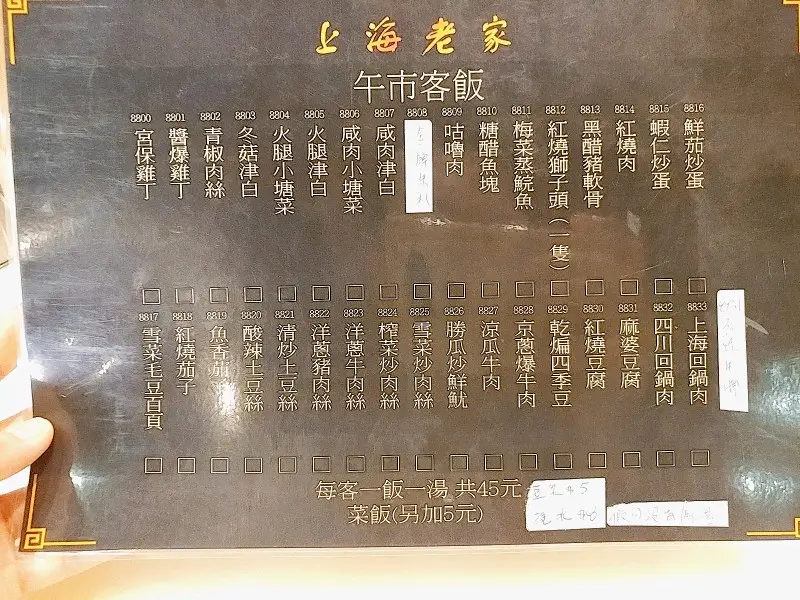 上海老家
午市客飯
8800 宮保雞丁
8801 醬爆雞丁
8802 青椒肉絲
8803 冬菇津白
8804 火腿小塘菜
8805 火腿津白
8806 咸肉小塘菜
8807 咸肉津白
8808
8809 咕嚕肉
8810 糖醋魚塊
8811 梅菜蒸鯇魚
8812 紅燒獅子頭(一隻)
8813 黑醋豬軟骨
8814 紅燒肉
8815 蝦仁炒蛋
8816 鮮茄炒蛋
8817 雪菜毛豆百頁
8818 紅燒茄子
8819 魚香茄子
8820 酸辣土豆絲
8821 清炒土豆絲
8822 洋蔥豬肉絲
8823 洋蔥牛肉絲
8824 榨菜炒肉絲
8825 雪菜炒肉絲
8826 勝瓜炒鮮魷
8827 涼瓜牛肉
8828 京蔥爆牛肉
8829 乾煸四季豆
8830 紅燒豆腐
8831 麻婆豆腐
8832 四川回鍋肉
8833 上海回鍋肉
每客一飯一湯 共45元
菜飯(另加5元)